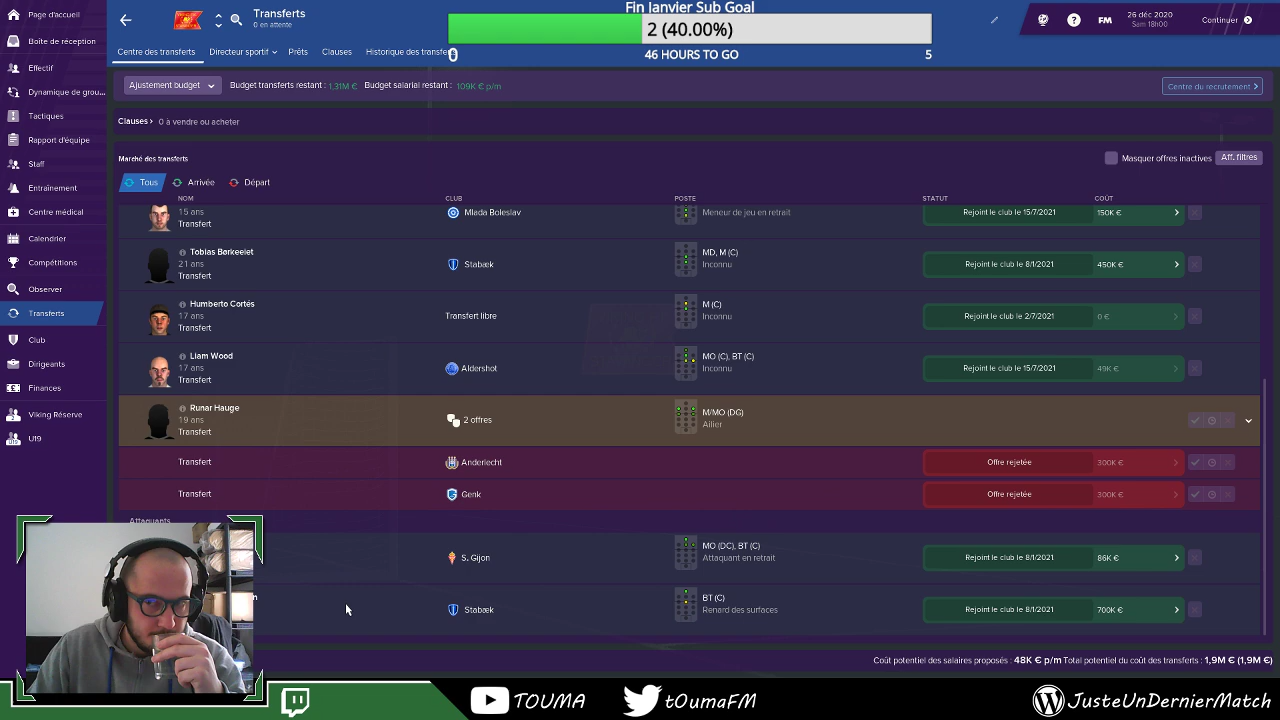 Page d'accueil
Boîte de réception
Effectif
Dynamique de grou...
Tactiques
Rapport d'équipe
Staff
Entraînement
Centre médical
Calendrier
Compétitions
Observer
Transferts
Club
Dirigeants
Finances
Viking Réserve
U19
Transferts
0 en attente
Fin Janvier Sub Goal
2 (40.00%)
0
46 HOURS TO GO
5
FM
26 déc 2020
Sam 18h00
Continuer
Centre des transferts
Directeur sportif
Prêts
Clauses
Historique des transfe
Ajustement budget
Budget transferts restant : 1,31M €
Budget salarial restant : 109K € p/m
Centre du recrutement
Clauses 0 à vendre ou acheter
Marché des transferts
Masquer offres inactives
Aff. filtres
Tous
Arrivée
Départ
NOM
CLUB
POSTE
STATUT
COÛT
15 ans
Transfert
Mlada Boleslav
Meneur de jeu en retrait
Rejoint le club le 15/7/2021
150K €
Tobias Børkeeiet
21 ans
Transfert
Stabæk
MD, M (C)
Inconnu
Rejoint le club le 8/1/2021
450K €
Humberto Cortés
17 ans
Transfert
Transfert libre
M (C)
Inconnu
Rejoint le club le 2/7/2021
0 €
Liam Wood
17 ans
Transfert
Aldershot
MO (C), BT (C)
Inconnu
Rejoint le club le 15/7/2021
49K €
Runar Hauge
19 ans
Transfert
2 offres
M/MO (DG)
Ailier
Transfert
Anderlecht
Offre rejetée
300K €
Transfert
Genk
Offre rejetée
300K €
Attaquants
S. Gijon
MO (DC), BT (C)
Attaquant en retrait
Rejoint le club le 8/1/2021
86K €
Stabæk
BT (C)
Renard des surfaces
Rejoint le club le 8/1/2021
700K €
Coût potentiel des salaires proposés : 48K € p/m Total potentiel du coût des transferts : 1,9M € (1,9M €)
TOUMA
tOumaFM
JusteUnDernierMatch